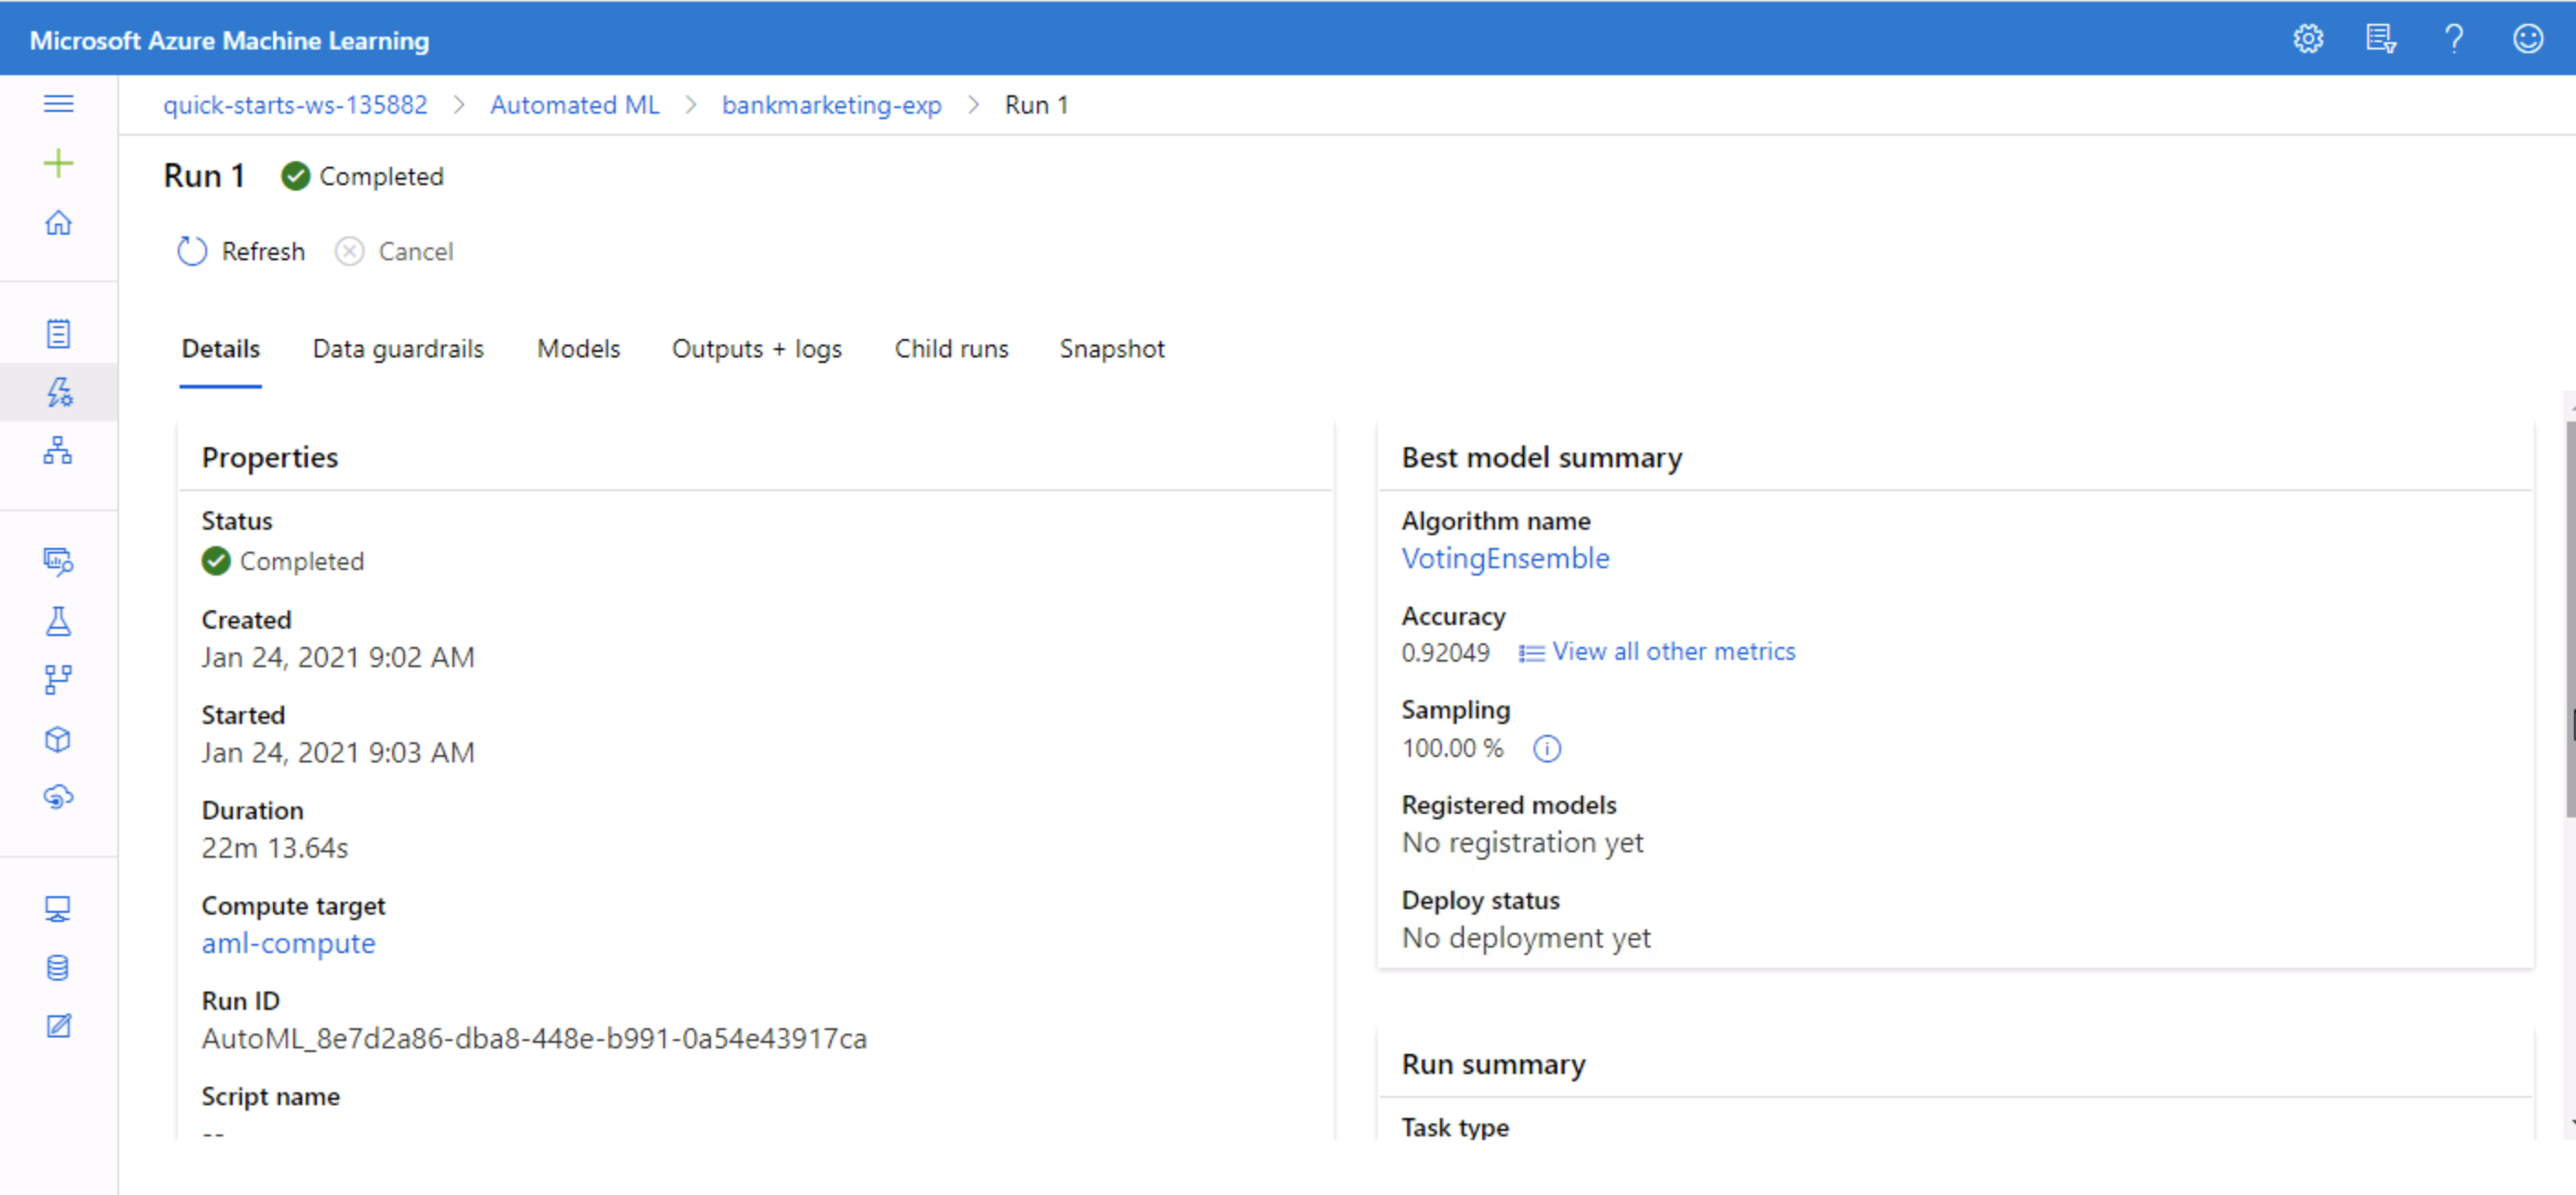 Microsoft Azure Machine Learning
quick-starts-ws-135882 > Automated ML > bankmarketing-exp > Run 1
Run 1 Completed
Refresh Cancel
Details Data guardrails Models Outputs + logs Child runs Snapshot
Properties
Status
Completed
Created
Jan 24, 2021 9:02 AM
Started
Jan 24, 2021 9:03 AM
Duration
22m 13.64s
Compute target
aml-compute
Run ID
AutoML_8e7d2a86-dba8-448e-b991-0a54e43917ca
Script name
--
Best model summary
Algorithm name
VotingEnsemble
Accuracy
0.92049 View all other metrics
Sampling
100.00 %
Registered models
No registration yet
Deploy status
No deployment yet
Run summary
Task type